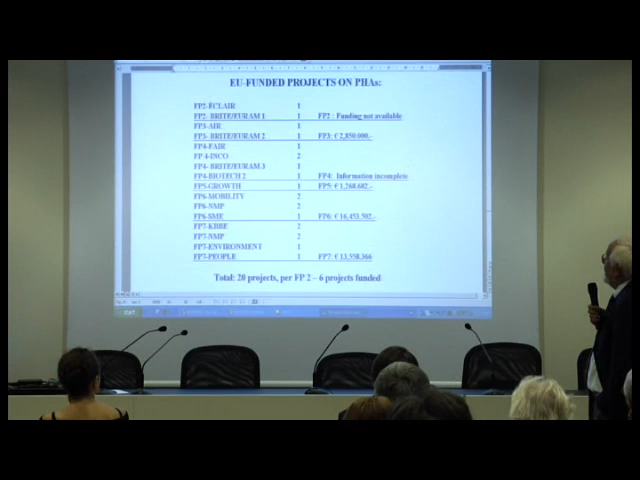 EU-FUNDED PROJECTS ON PHAs:
FP2-ECLAIR 1
FP2- BRITE/EURAM 1 1 FP2 : Funding not available
FP3-AIR 1
FP3- BRITE/EURAM 2 1 FP3: € 2,850.000.-
FP4-FAIR 1
FP 4-INCO 2
FP4- BRITE/EURAM 3 1
FP4-BIOTECH 2 1 FP4: Information incomplete
FP5-GROWTH 1 FP5: € 1,268.682.-
FP6-MOBILITY 2
FP6-NMP 2
FP6-SME 1 FP6: € 16,453.502.-
FP7-KBBE 2
FP7-NMP 2
FP7-ENVIRONMENT 1
FP7-PEOPLE 1 FP7: € 13,558.366
Total: 20 projects, per FP 2 – 6 projects funded
start